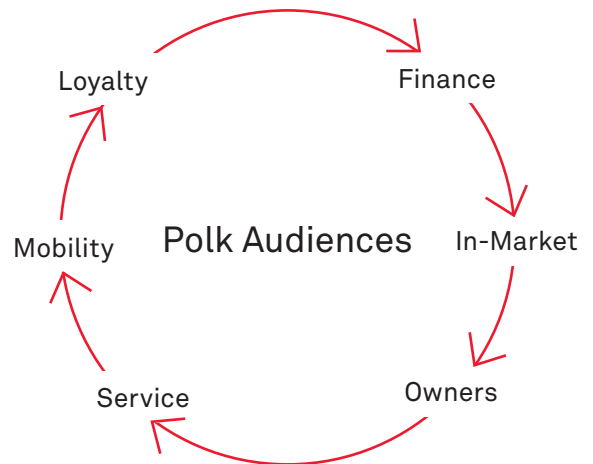 Loyalty
Finance
Mobility
Polk Audiences
In-Market
Service
Owners